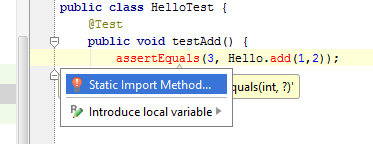 public class HelloTest {
@Test
public void testAdd() {
assertEquals(3, Hello.add(1,2));
Static Import Method...
quals(int, ?)'
Introduce local variable